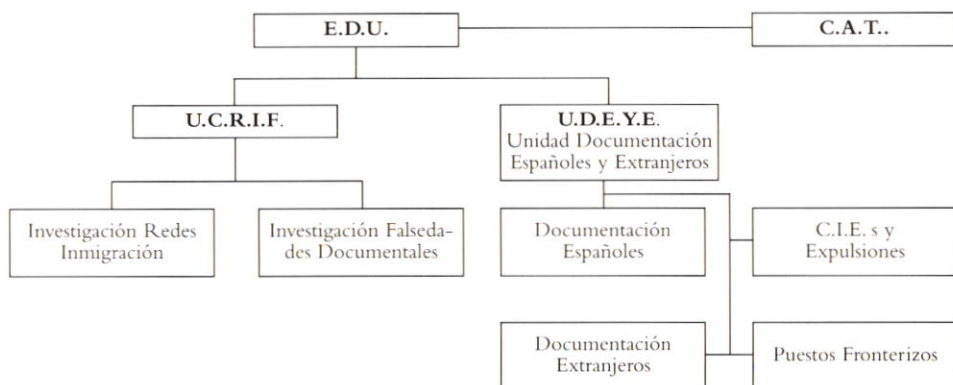 E.D.U.
C.A.T..
U.C.R.I.F.
U.D.E.Y.E.
Unidad Documentación
Españoles y Extranjeros
Investigación Redes
Inmigración
Investigación Falseda-
des Documentales
Documentación
Españoles
C.I.E. s y
Expulsiones
Documentación
Extranjeros
Puestos Fronterizos